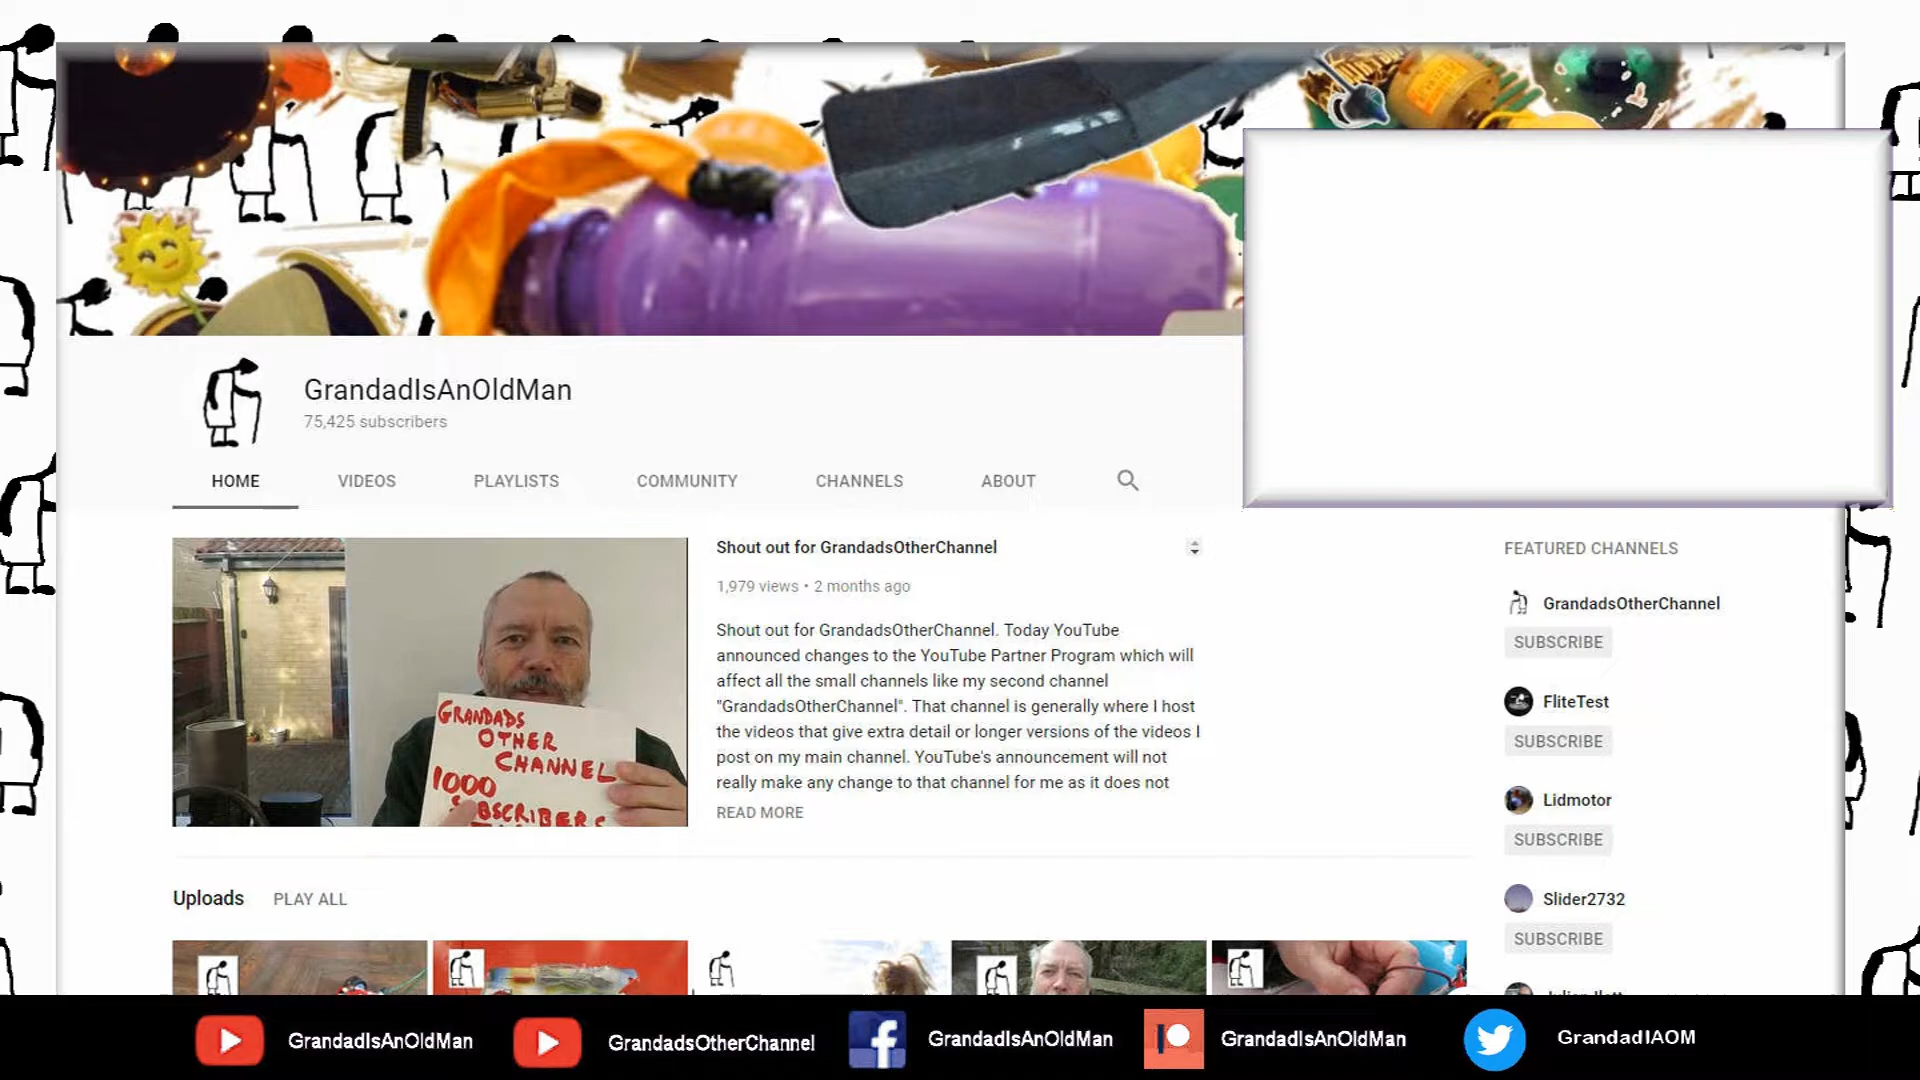 GrandadIsAnOldMan
75,425 subscribers
HOME VIDEOS PLAYLISTS COMMUNITY CHANNELS ABOUT
GRANDADS
OTHER
CHANNEL
1000
SUBSCRIBERS
Shout out for GrandadsOtherChannel
1,979 views • 2 months ago
Shout out for GrandadsOtherChannel. Today YouTube
announced changes to the YouTube Partner Program which will
affect all the small channels like my second channel
"GrandadsOtherChannel". That channel is generally where I host
the videos that give extra detail or longer versions of the videos I
post on my main channel. YouTube's announcement will not
really make any change to that channel for me as it does not
READ MORE
FEATURED CHANNELS
GrandadsOtherChannel
SUBSCRIBE
FliteTest
SUBSCRIBE
Lidmotor
SUBSCRIBE
Slider2732
SUBSCRIBE
Uploads PLAY ALL
GrandadIsAnOldMan GrandadsOtherChannel GrandadIsAnOldMan GrandadIsAnOldMan GrandadIAOM